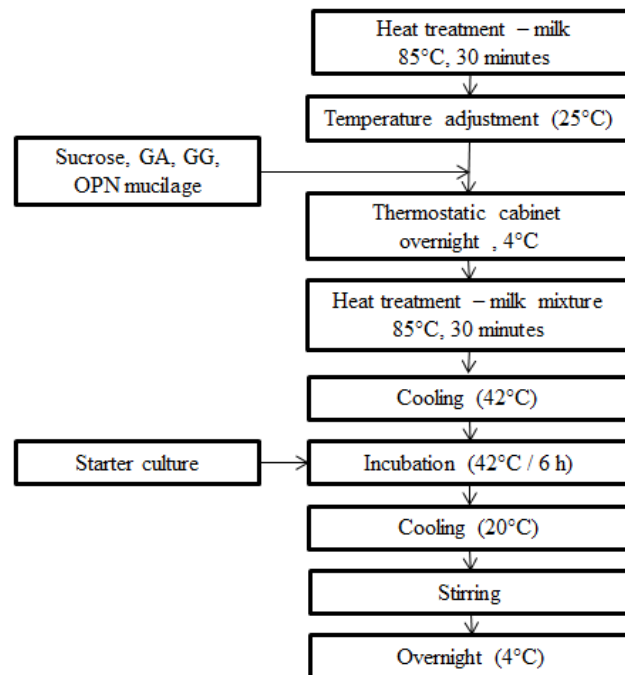 Heat treatment – milk
85°C, 30 minutes
Temperature adjustment (25°C)
Sucrose, GA, GG,
OPN mucilage
Thermostatic cabinet
overnight , 4°C
Heat treatment – milk mixture
85°C, 30 minutes
Cooling (42°C)
Starter culture
Incubation (42°C / 6 h)
Cooling (20°C)
Stirring
Overnight (4°C)